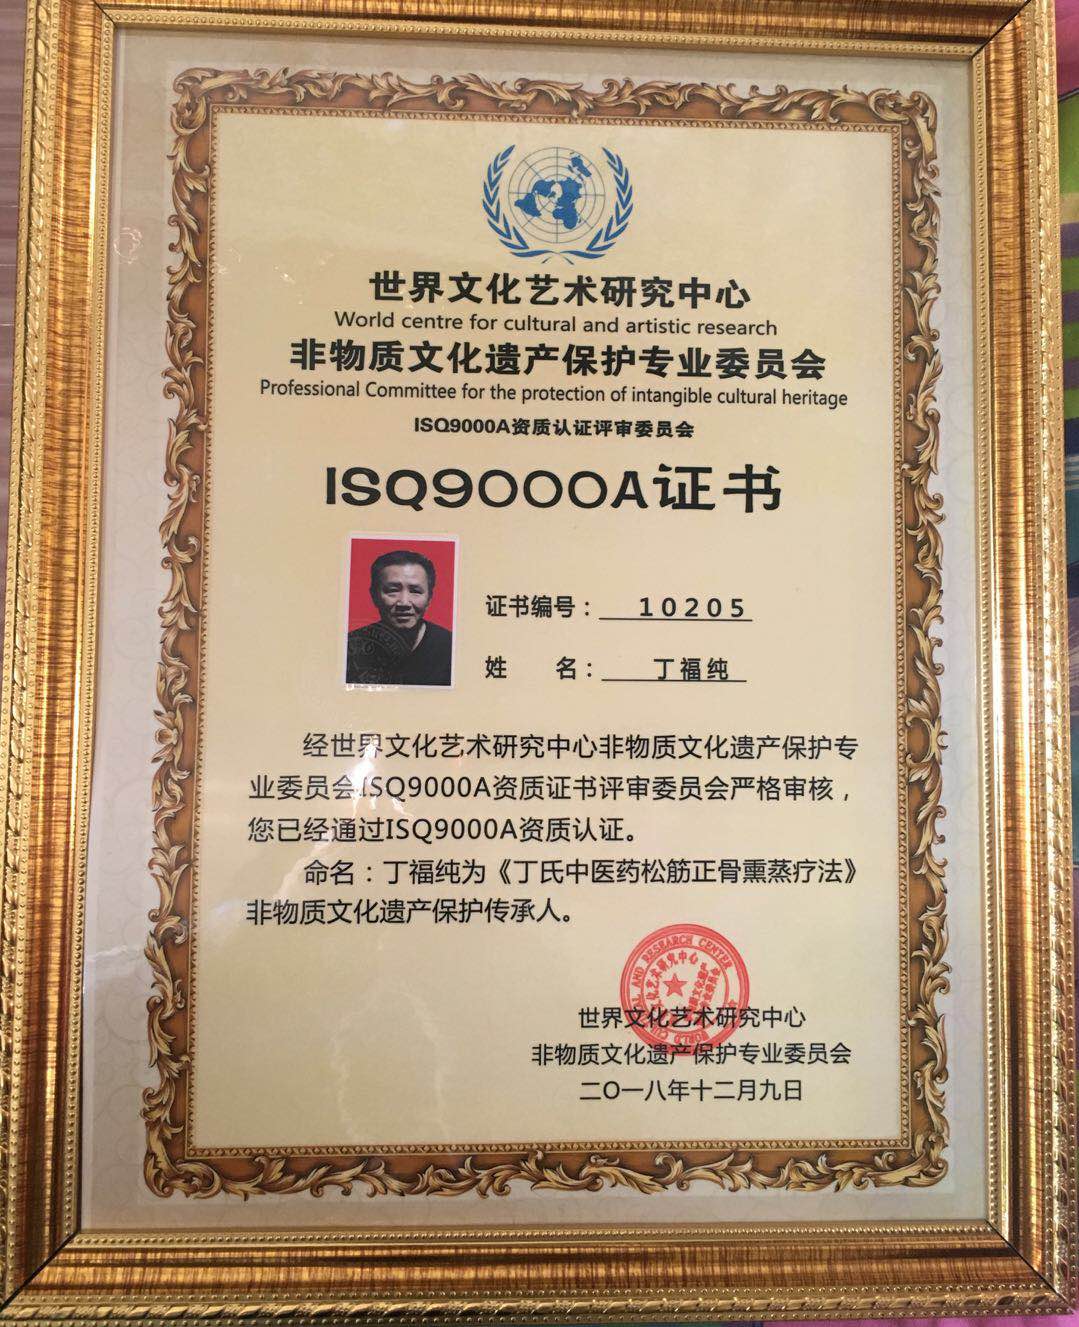 世界文化艺术研究中心
World centre for cultural and artistic research
非物质文化遗产保护专业委员会
Professional Committee for the protection of intangible cultural heritage
ISQ9000A资质认证评审委员会
ISQ9000A证书
证书编号：10205
姓 名：丁福纯
经世界文化艺术研究中心非物质文化遗产保护专
业委员会ISQ9000A资质证书评审委员会严格审核，
您已经通过ISQ9000A资质认证。
命名：丁福纯为《丁氏中医药松筋正骨熏蒸疗法》
非物质文化遗产保护传承人。
世界文化艺术研究中心
非物质文化遗产保护专业委员会
二O一八年十二月九日